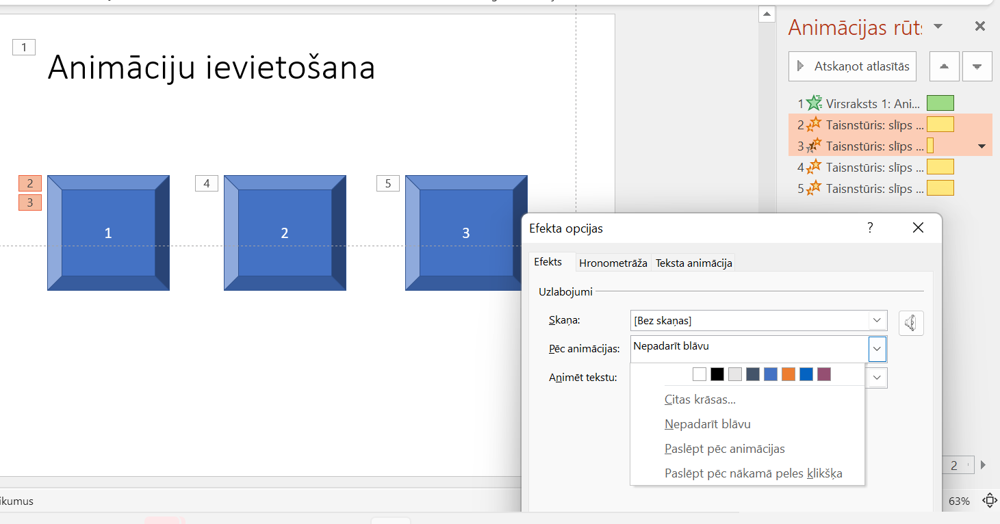 1
Animāciju ievietošana
2
3
4
5
1
2
3
Animācijas rūts
Atskaņot atlasītās
1 Virsraksts 1: Ani...
2 Taisnstūris: slīps ...
3 Taisnstūris: slīps ...
4 Taisnstūris: slīps ...
5 Taisnstūris: slīps ...
Efekta opcijas ?
Efekts Hronometrāža Teksta animācija
Uzlabojumi
Skaņa: [Bez skaņas]
Pēc animācijas: Nepadarīt blāvu
Animēt tekstu:
Citas krāsas...
Nepadarīt blāvu
Paslēpt pēc animācijas
Paslēpt pēc nākamā peles klikšķa
2
ikumus
63%